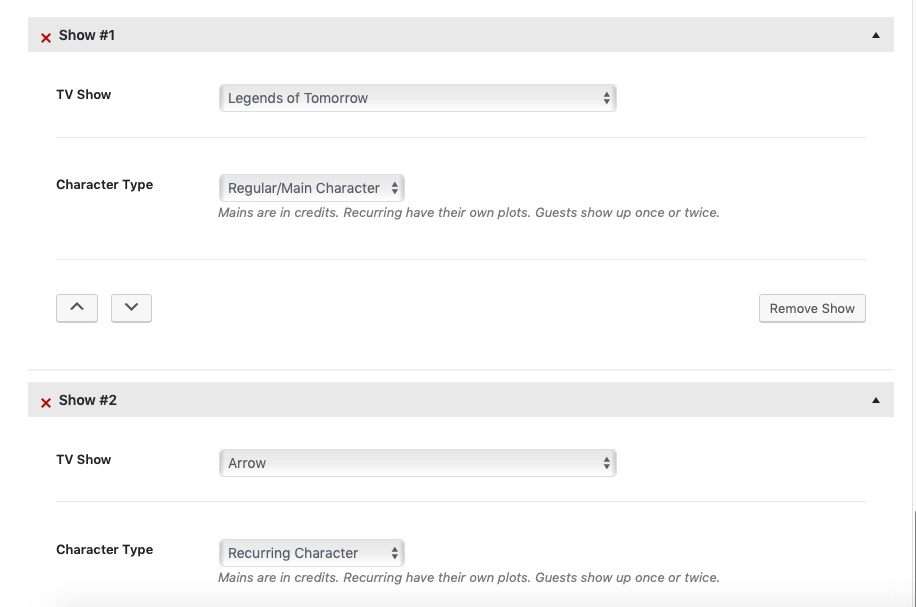 Show #1
TV Show
Legends of Tomorrow
Character Type
Regular/Main Character
Mains are in credits. Recurring have their own plots. Guests show up once or twice.
Remove Show
Show #2
TV Show
Arrow
Character Type
Recurring Character
Mains are in credits. Recurring have their own plots. Guests show up once or twice.